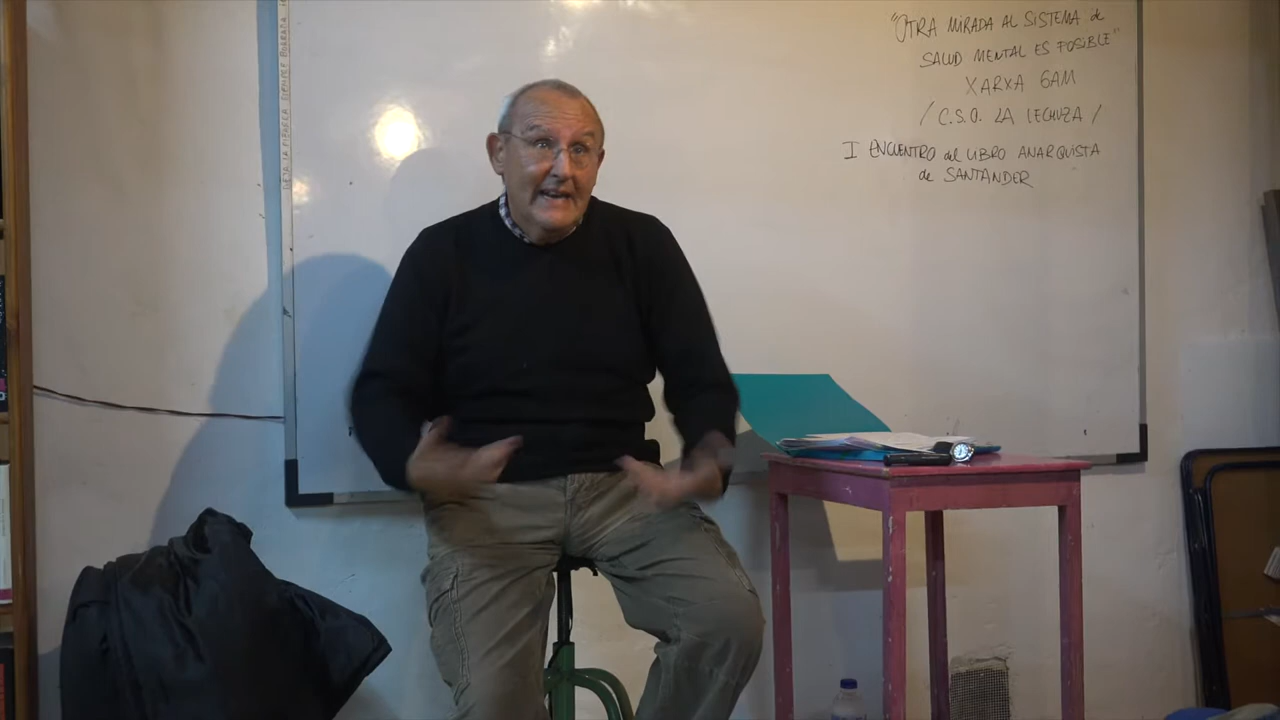 "OTRA MIRADA AL SISTEMA de
SALUD MENTAL ES POSIBLE"
XARXA GAM
/ C.S.O. LA LECHUZA /
I ENCUENTRO del LIBRO ANARQUISTA
de SANTANDER